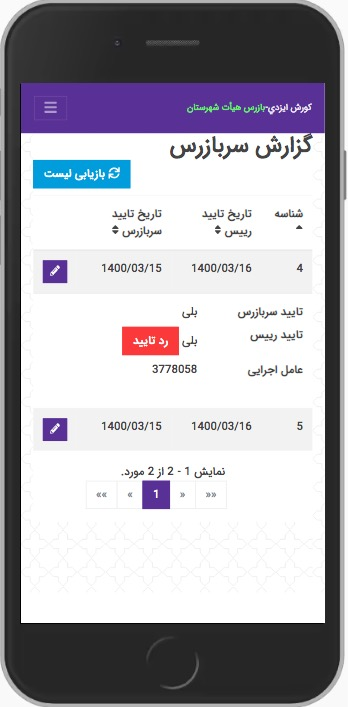 کورش ایزدي-بازرس هیأت شهرستان
گزارش سربازرس
بازیابی لیست
شناسه تاریخ تایید رییس تاریخ تایید سربازرس
4 1400/03/16 1400/03/15
تایید سربازرس بلی
تایید رییس بلی رد تایید
عامل اجرایی 3778058
5 1400/03/16 1400/03/15
نمایش 1 - 2 از 2 مورد.
«« « 1 » »»